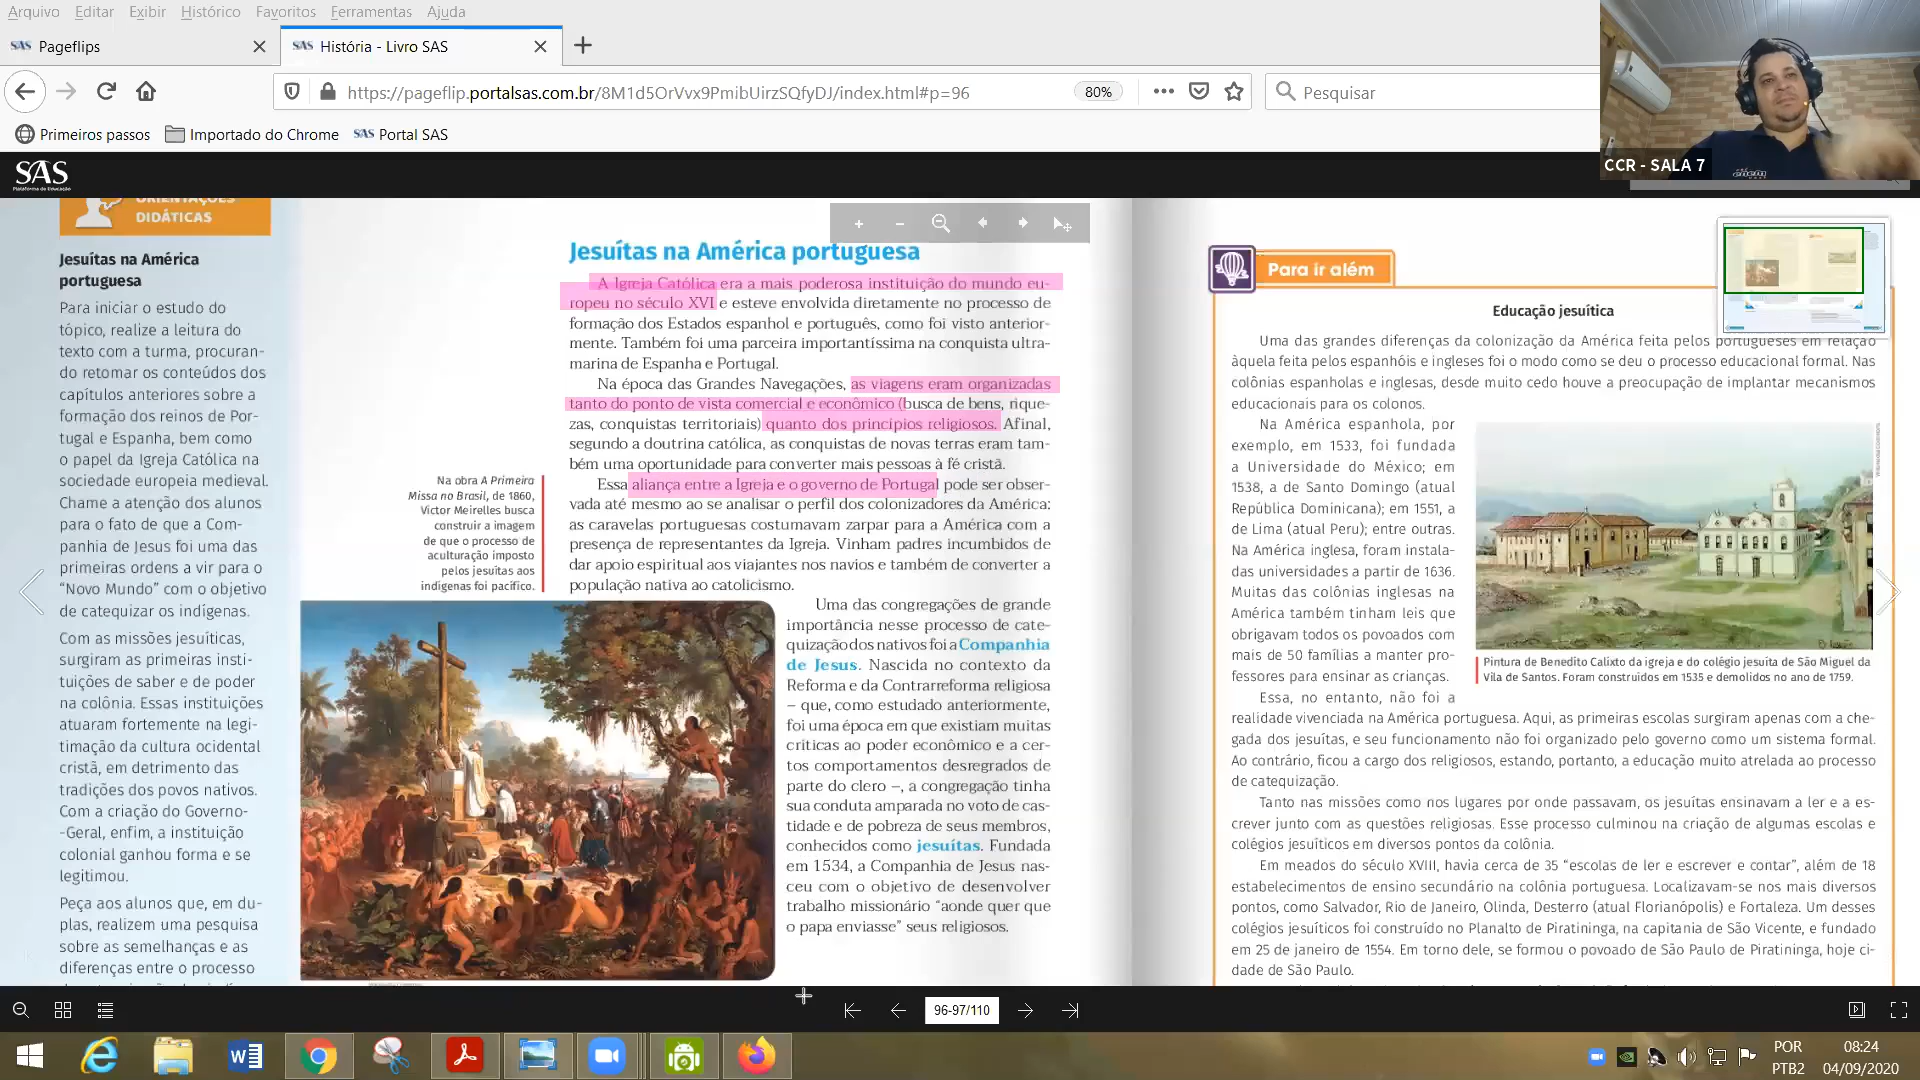 Arquivo Editar Exibir Histórico Favoritos Ferramentas Ajuda
SAS Pageflips
SAS História - Livro SAS
https://pageflip.portalsas.com.br/8M1d5OrVvx9PmibUirzSQfyDJ/index.html#p=96
80%
Pesquisar
Primeiros passos Importado do Chrome SAS Portal SAS
CCR - SALA 7
SAS
Plataforma de Educação
ORIENTAÇÕES
DIDÁTICAS
Jesuítas na América
portuguesa
Para iniciar o estudo do
tópico, realize a leitura do
texto com a turma, procuran-
do retomar os conteúdos dos
capítulos anteriores sobre a
formação dos reinos de Por-
tugal e Espanha, bem como
o papel da Igreja Católica na
sociedade europeia medieval.
Chame a atenção dos alunos
para o fato de que a Com-
panhia de Jesus foi uma das
primeiras ordens a vir para o
“Novo Mundo” com o objetivo
de catequizar os indígenas.
Com as missões jesuíticas,
surgiram as primeiras insti-
tuições de saber e de poder
na colônia. Essas instituições
atuaram fortemente na legi-
timação da cultura ocidental
cristã, em detrimento das
tradições dos povos nativos.
Com a criação do Governo-
-Geral, enfim, a instituição
colonial ganhou forma e se
legitimou.
Peça aos alunos que, em du-
plas, realizem uma pesquisa
sobre as semelhanças e as
diferenças entre o processo
Jesuítas na América portuguesa
A Igreja Católica era a mais poderosa instituição do mundo eu-
ropeu no século XVI e esteve envolvida diretamente no processo de
formação dos Estados espanhol e português, como foi visto anterior-
mente. Também foi uma parceira importantíssima na conquista ultra-
marina de Espanha e Portugal.
Na época das Grandes Navegações, as viagens eram organizadas
tanto do ponto de vista comercial e econômico (busca de bens, rique-
zas, conquistas territoriais) quanto dos princípios religiosos. Afinal,
segundo a doutrina católica, as conquistas de novas terras eram tam-
bém uma oportunidade para converter mais pessoas à fé cristã.
Essa aliança entre a Igreja e o governo de Portugal pode ser obser-
vada até mesmo ao se analisar o perfil dos colonizadores da América:
as caravelas portuguesas costumavam zarpar para a América com a
presença de representantes da Igreja. Vinham padres incumbidos de
dar apoio espiritual aos viajantes nos navios e também de converter a
população nativa ao catolicismo.
Na obra A Primeira
Missa no Brasil, de 1860,
Victor Meirelles busca
construir a imagem
de que o processo de
aculturação imposto
pelos jesuítas aos
indígenas foi pacífico.
Uma das congregações de grande
importância nesse processo de cate-
quização dos nativos foi a Companhia
de Jesus. Nascida no contexto da
Reforma e da Contrarreforma religiosa
– que, como estudado anteriormente,
foi uma época em que existiam muitas
críticas ao poder econômico e a cer-
tos comportamentos desregrados de
parte do clero –, a congregação tinha
sua conduta amparada no voto de cas-
tidade e de pobreza de seus membros,
conhecidos como jesuítas. Fundada
em 1534, a Companhia de Jesus nas-
ceu com o objetivo de desenvolver
trabalho missionário “aonde quer que
o papa enviasse” seus religiosos.
Para ir além
Educação jesuítica
Uma das grandes diferenças da colonização da América feita pelos portugueses em relação
àquela feita pelos espanhóis e ingleses foi o modo como se deu o processo educacional formal. Nas
colônias espanholas e inglesas, desde muito cedo houve a preocupação de implantar mecanismos
educacionais para os colonos.
Na América espanhola, por
exemplo, em 1533, foi fundada
a Universidade do México; em
1538, a de Santo Domingo (atual
República Dominicana); em 1551, a
de Lima (atual Peru); entre outras.
Na América inglesa, foram instala-
das universidades a partir de 1636.
Muitas das colônias inglesas na
América também tinham leis que
obrigavam todos os povoados com
mais de 50 famílias a manter pro-
fessores para ensinar as crianças.
Pintura de Benedito Calixto da igreja e do colégio jesuíta de São Miguel da
Vila de Santos. Foram construídos em 1535 e demolidos no ano de 1759.
Essa, no entanto, não foi a
realidade vivenciada na América portuguesa. Aqui, as primeiras escolas surgiram apenas com a che-
gada dos jesuítas, e seu funcionamento não foi organizado pelo governo como um sistema formal.
Ao contrário, ficou a cargo dos religiosos, estando, portanto, a educação muito atrelada ao processo
de catequização.
Tanto nas missões como nos lugares por onde passavam, os jesuítas ensinavam a ler e a es-
crever junto com as questões religiosas. Esse processo culminou na criação de algumas escolas e
colégios jesuíticos em diversos pontos da colônia.
Em meados do século XVIII, havia cerca de 35 “escolas de ler e escrever e contar”, além de 18
estabelecimentos de ensino secundário na colônia portuguesa. Localizavam-se nos mais diversos
pontos, como Salvador, Rio de Janeiro, Olinda, Desterro (atual Florianópolis) e Fortaleza. Um desses
colégios jesuíticos foi construído no Planalto de Piratininga, na capitania de São Vicente, e fundado
em 25 de janeiro de 1554. Em torno dele, se formou o povoado de São Paulo de Piratininga, hoje ci-
dade de São Paulo.
96-97/110
POR
PTB2
08:24
04/09/2020